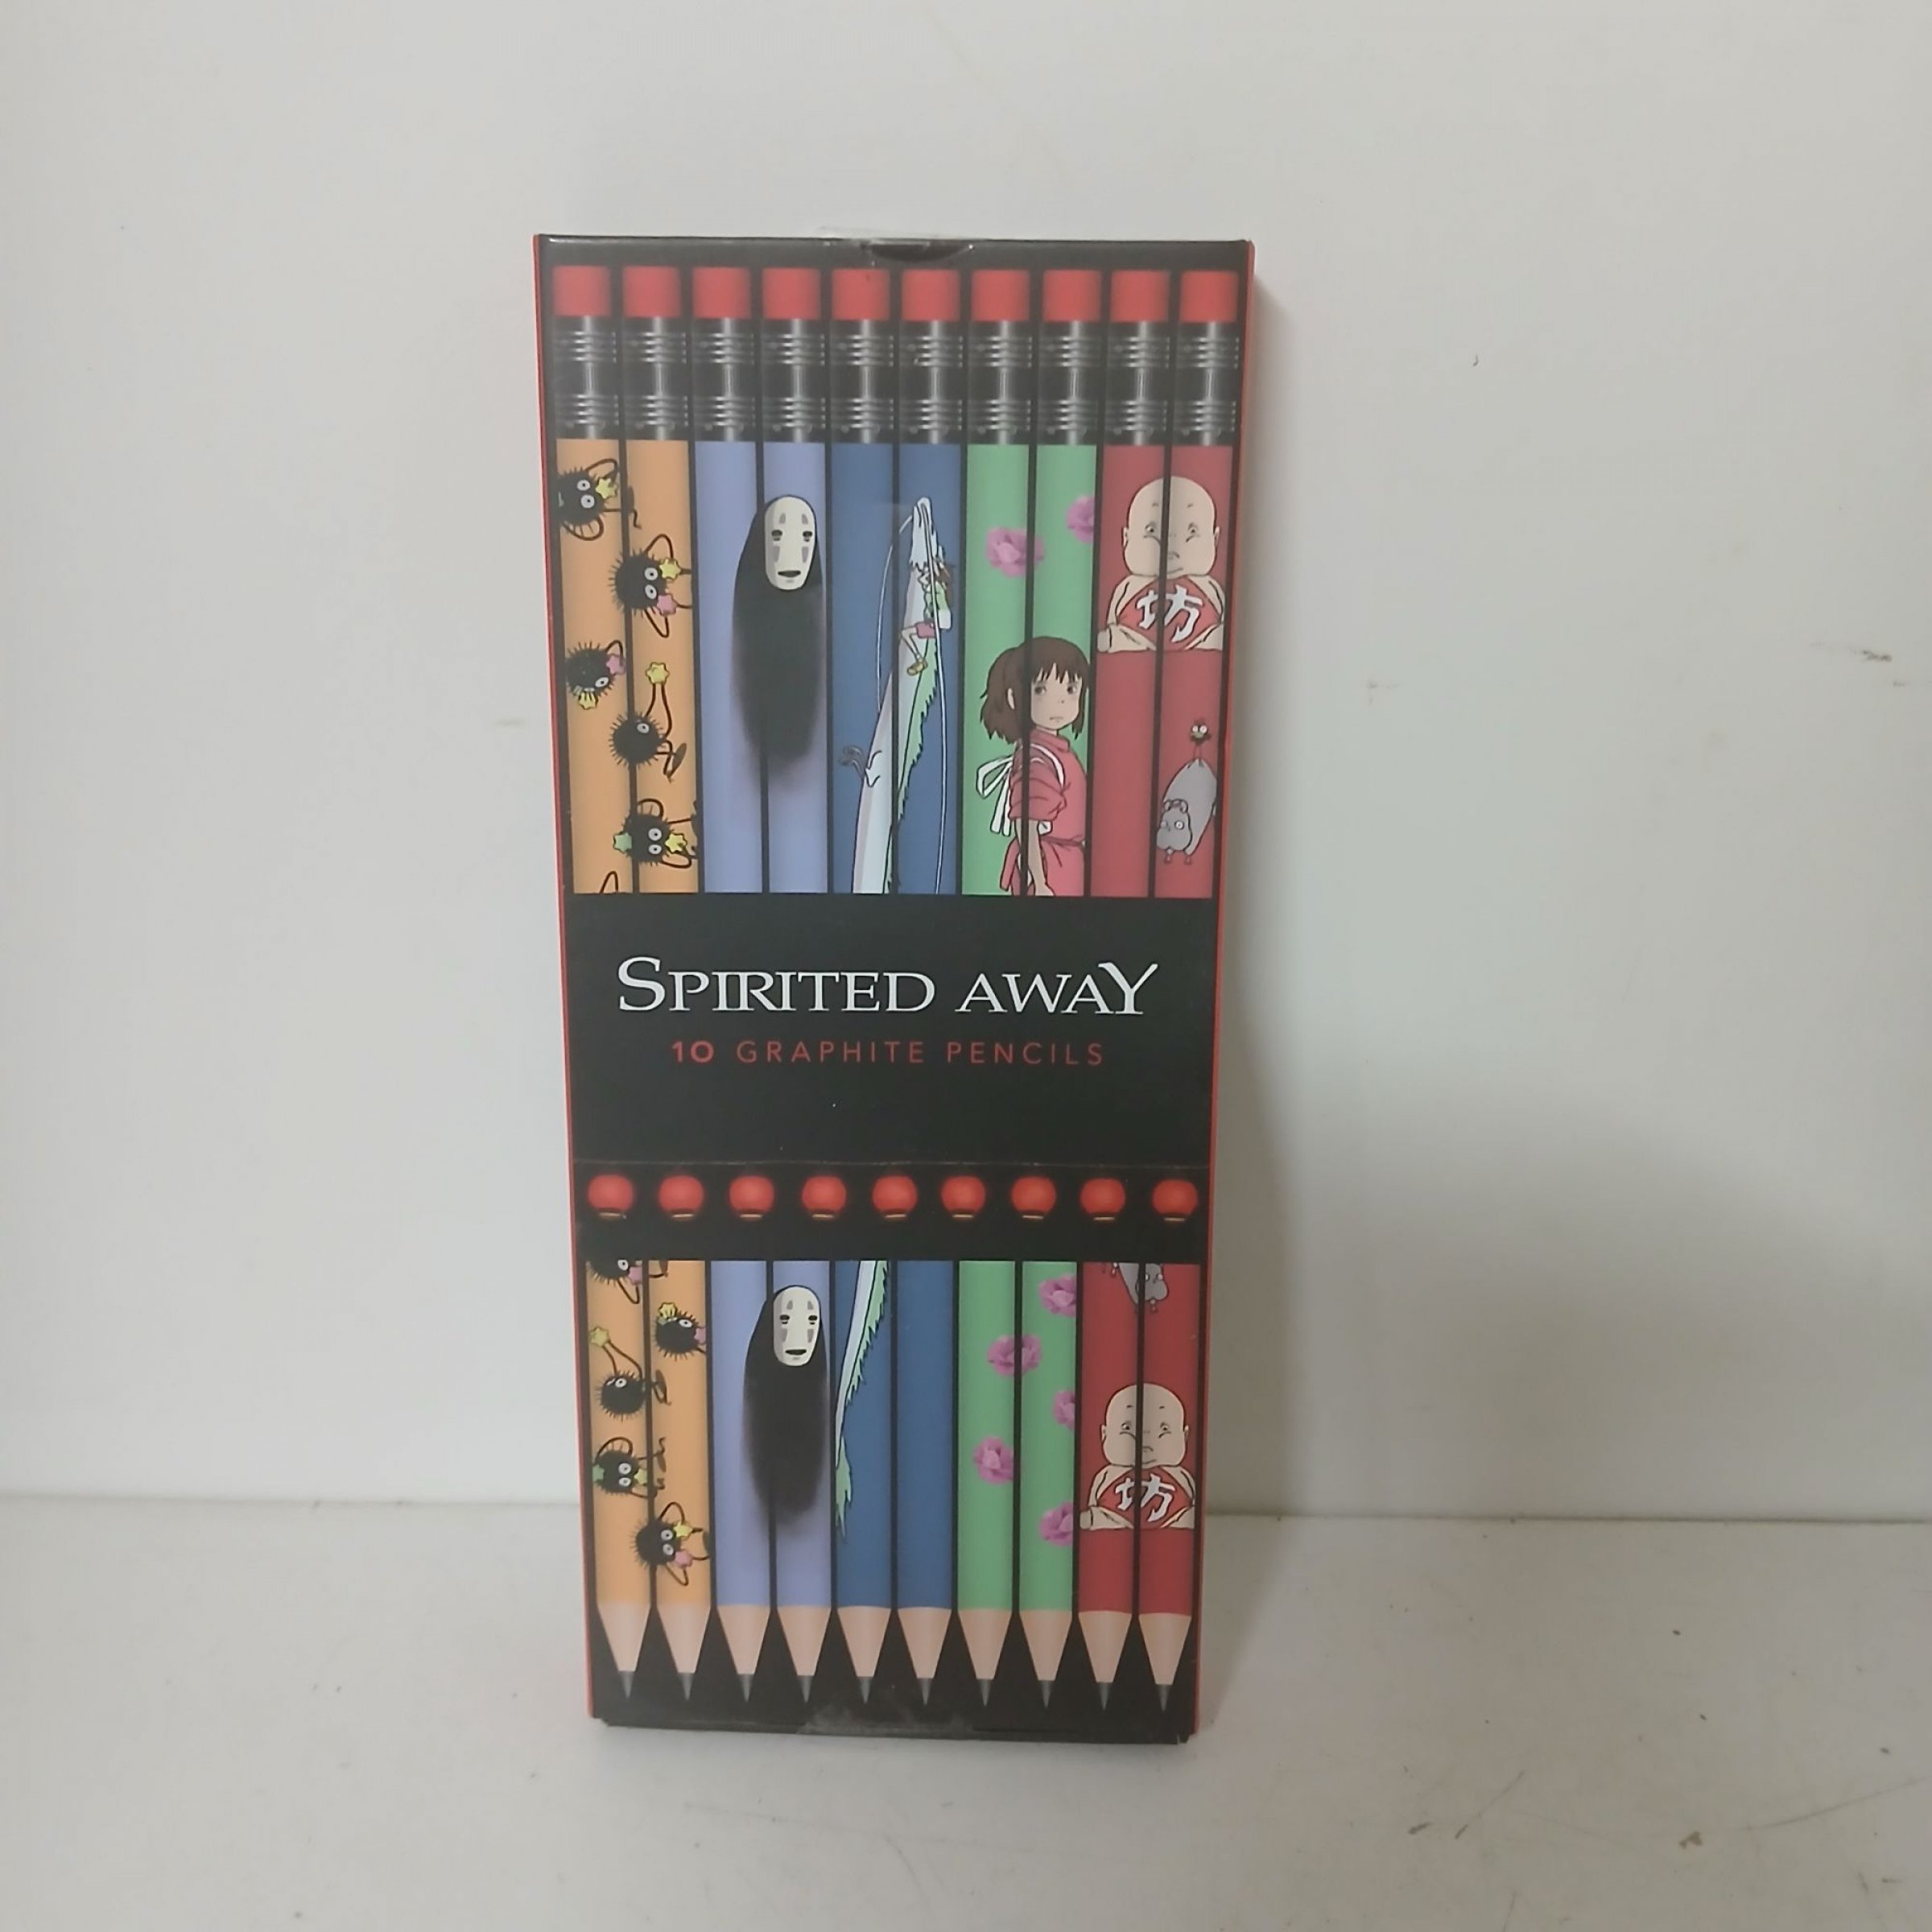 坊
SPIRITED AWAY
10 GRAPHITE PENCILS
坊